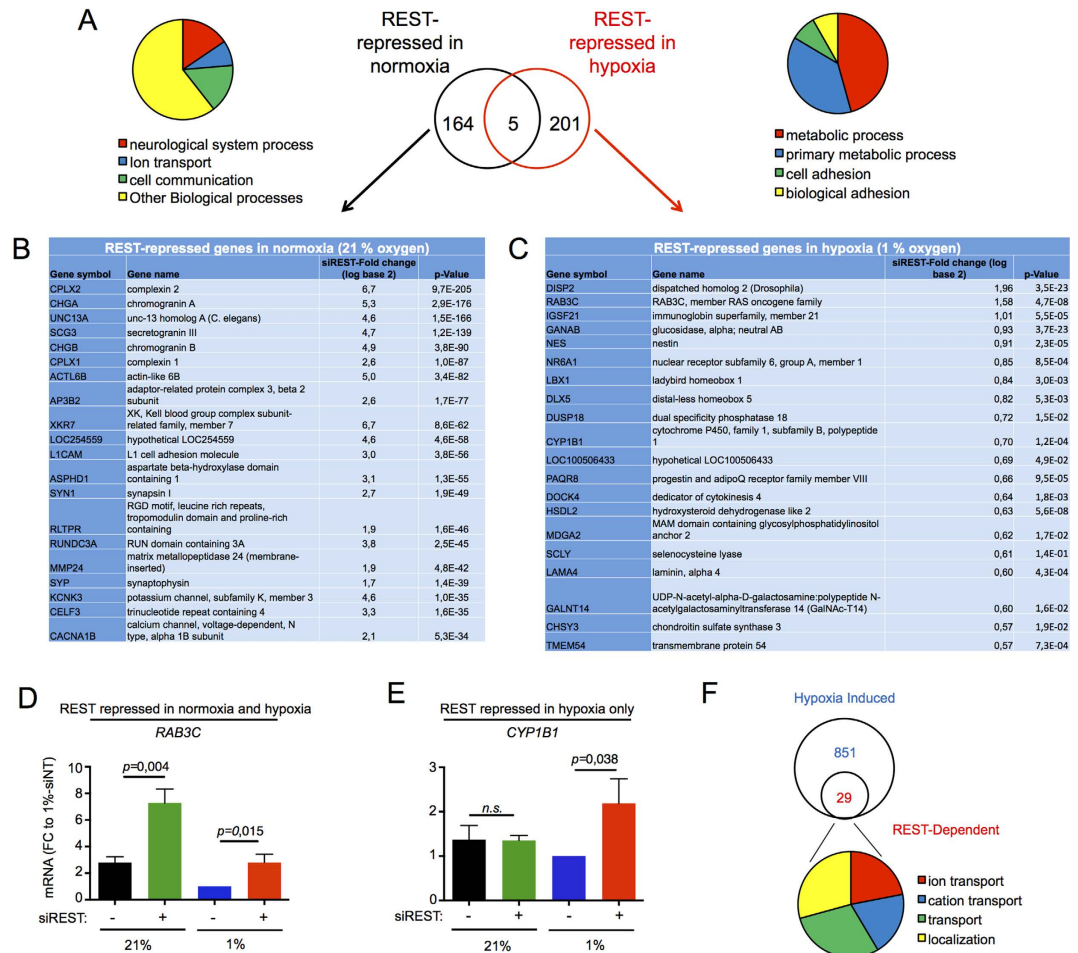 A
REST-
repressed in
normoxia
REST-
repressed in
hypoxia
164
5
201
neurological system process
Ion transport
cell communication
Other Biological processes
metabolic process
primary metabolic process
cell adhesion
biological adhesion
B
REST-repressed genes in normoxia (21 % oxygen)
Gene symbol Gene name siREST-Fold change (log base 2) p-Value
CPLX2 complexin 2 6,7 9,7E-205
CHGA chromogranin A 5,3 2,9E-176
UNC13A unc-13 homolog A (C. elegans) 4,6 1,5E-166
SCG3 secretogranin III 4,7 1,2E-139
CHGB chromogranin B 4,9 3,8E-90
CPLX1 complexin 1 2,6 1,0E-87
ACTL6B actin-like 6B 5,0 3,4E-82
adaptor-related protein complex 3, beta 2
AP3B2 subunit 2,6 1,7E-77
XK, Kell blood group complex subunit-
XKR7 related family, member 7 6,7 8,6E-62
LOC254559 hypothetical LOC254559 4,6 4,6E-58
L1CAM L1 cell adhesion molecule 3,0 3,8E-56
aspartate beta-hydroxylase domain
ASPHD1 containing 1 3,1 1,3E-55
SYN1 synapsin I 2,7 1,9E-49
RGD motif, leucine rich repeats,
tropomodulin domain and proline-rich
RLTPR containing 1,9 1,6E-46
RUNDC3A RUN domain containing 3A 3,8 2,5E-45
matrix metallopeptidase 24 (membrane-
MMP24 inserted) 1,9 4,8E-42
SYP synaptophysin 1,7 1,4E-39
KCNK3 potassium channel, subfamily K, member 3 4,6 1,0E-35
CELF3 trinucleotide repeat containing 4 3,3 1,6E-35
calcium channel, voltage-dependent, N
CACNA1B type, alpha 1B subunit 2,1 5,3E-34
C
REST-repressed genes in hypoxia (1 % oxygen)
Gene symbol Gene name siREST-Fold change (log base 2) p-Value
DISP2 dispatched homolog 2 (Drosophila) 1,96 3,5E-23
RAB3C RAB3C, member RAS oncogene family 1,58 4,7E-08
IGSF21 immunoglobin superfamily, member 21 1,01 5,5E-05
GANAB glucosidase, alpha; neutral AB 0,93 3,7E-23
NES nestin 0,91 2,3E-05
NR6A1 nuclear receptor subfamily 6, group A, member 1 0,85 8,5E-04
LBX1 ladybird homeobox 1 0,84 3,0E-03
DLX5 distal-less homeobox 5 0,82 5,3E-03
DUSP18 dual specificity phosphatase 18 0,72 1,5E-02
cytochrome P450, family 1, subfamily B, polypeptide
CYP1B1 1 0,70 1,2E-04
LOC100506433 hypohetical LOC100506433 0,69 4,9E-02
PAQR8 progestin and adipoQ receptor family member VIII 0,66 9,5E-05
DOCK4 dedicator of cytokinesis 4 0,64 1,8E-03
HSDL2 hydroxysteroid dehydrogenase like 2 0,63 5,6E-08
MAM domain containing glycosylphosphatidylinositol
MDGA2 anchor 2 0,62 1,7E-02
SCLY selenocysteine lyase 0,61 1,4E-01
LAMA4 laminin, alpha 4 0,60 4,3E-04
UDP-N-acetyl-alpha-D-galactosamine:polypeptide N-
GALNT14 acetylgalactosaminyltransferase 14 (GalNAc-T14) 0,60 1,6E-02
CHSY3 chondroitin sulfate synthase 3 0,57 1,9E-02
TMEM54 transmembrane protein 54 0,57 7,3E-04
D
REST repressed in normoxia and hypoxia
RAB3C
mRNA (FC to 1%-siNT)
10
8
6
4
2
0
p=0,004
p=0,015
siREST: - + - +
21% 1%
E
REST repressed in hypoxia only
CYP1B1
3
2
1
0
n.s.
p=0,038
siREST: - + - +
21% 1%
F
Hypoxia Induced
851
29
REST-Dependent
ion transport
cation transport
transport
localization